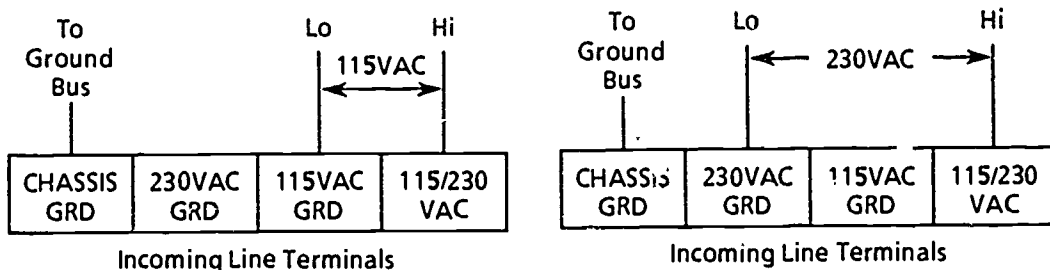 To
Ground
Bus
Lo
Hi
115VAC
CHASSIS
GRD
230VAC
GRD
115VAC
GRD
115/230
VAC
Incoming Line Terminals
To
Ground
Bus
Lo
Hi
230VAC
CHASSIS
GRD
230VAC
GRD
115VAC
GRD
115/230
VAC
Incoming Line Terminals